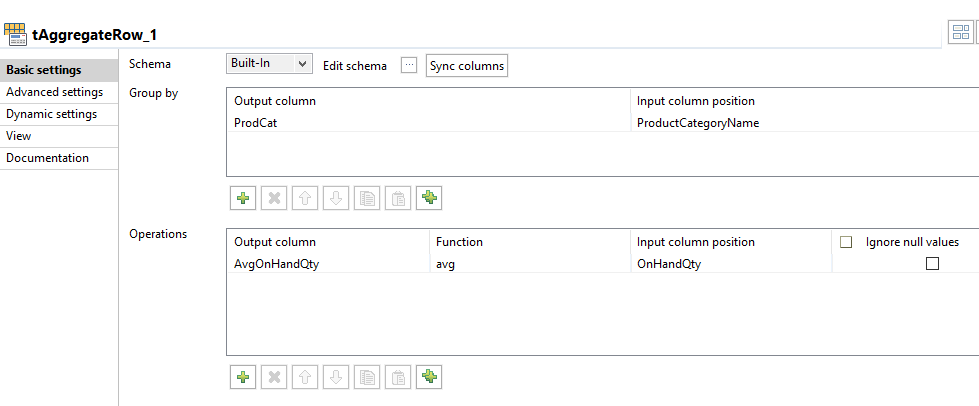 tAggregateRow_1
Basic settings
Advanced settings
Dynamic settings
View
Documentation
Schema Built-In Edit schema ... Sync columns
Group by
Output column Input column position
ProdCat ProductCategoryName
Operations
Output column Function Input column position Ignore null values
AvgOnHandQty avg OnHandQty